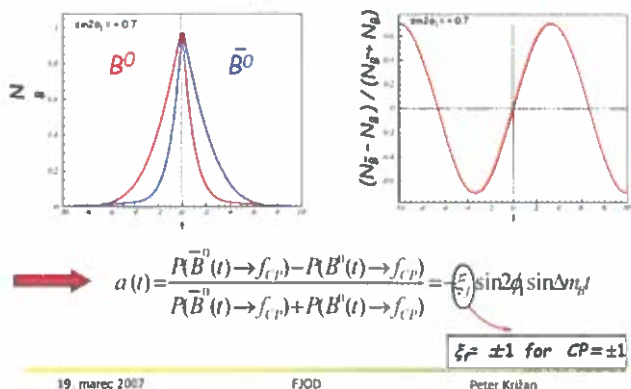 sin2φ₁ = 0.7
B⁰ B̄⁰
N_B
t
sin2φ₁ = 0.7
(N_B̄ - N_B) / (N_B̄ + N_B)
t
a(t) = P(B̄⁰(t) → f_CP) − P(B⁰(t) → f_CP) / P(B̄⁰(t) → f_CP) + P(B⁰(t) → f_CP) = −ξ_f sin2φ₁ sinΔm_B t
ξ_f = ±1 for CP=±1
19. marec 2007 FJOD Peter Križan